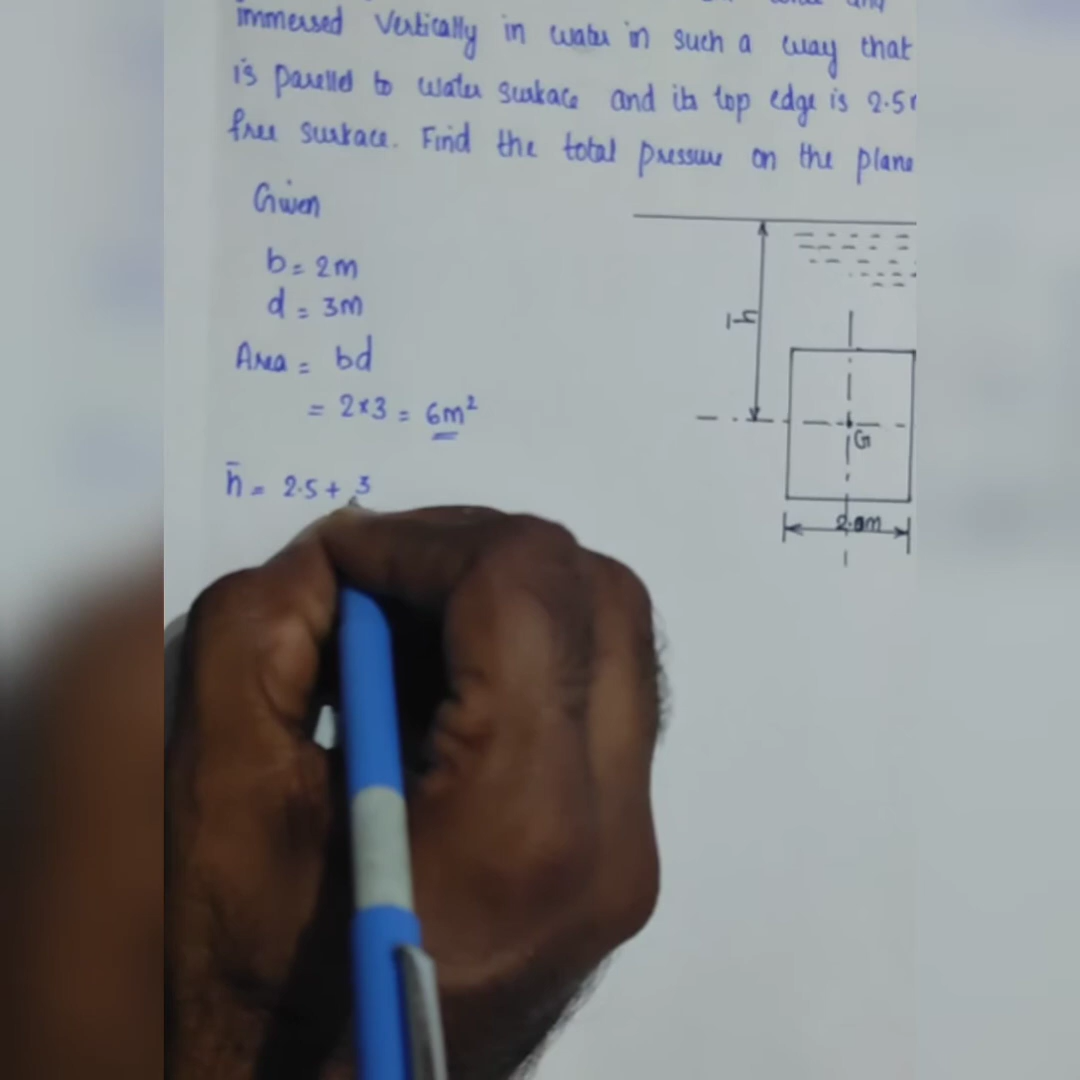 and
immersed vertically in water in such a way that
is parellel to water surface and its top edge is 2.5
free surface. Find the total pressure on the plane
Given
b = 2m
d = 3m
Area = bd
= 2×3 = 6m²
h̄ = 2.5 + 3
h̄
G
2.0m